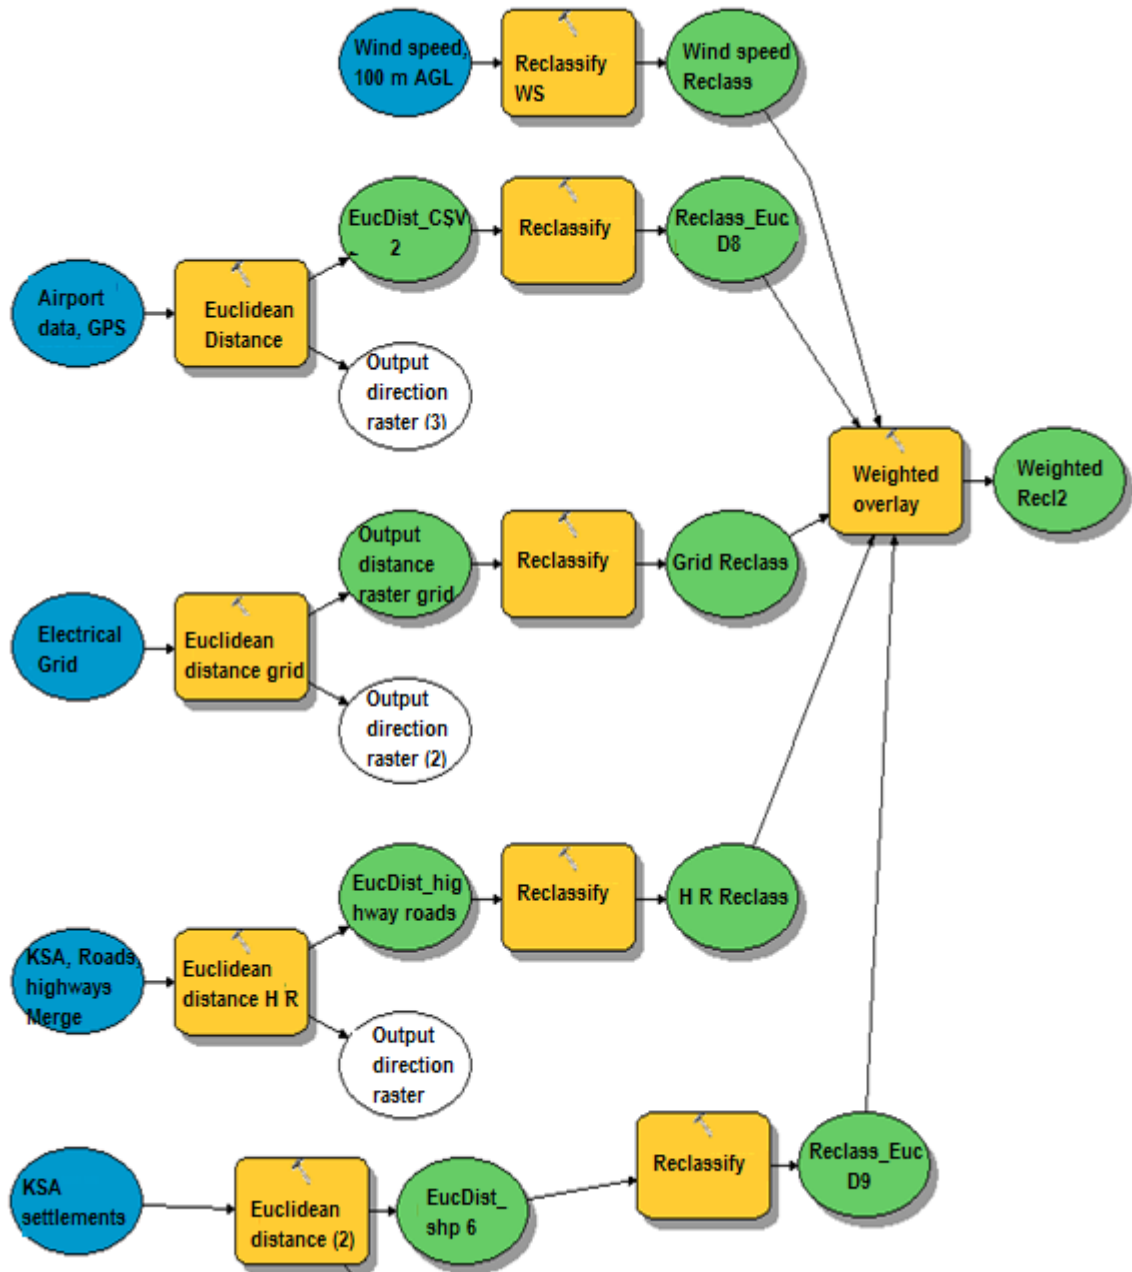 Wind speed,
100 m AGL
Reclassify
WS
Wind speed
Reclass
EucDist_CSV
2
Reclassify
Reclass_Euc
D8
Airport
data, GPS
Euclidean
Distance
Output
direction
raster (3)
Weighted
overlay
Weighted
Recl2
Output
distance
raster grid
Reclassify
Grid Reclass
Electrical
Grid
Euclidean
distance grid
Output
direction
raster (2)
EucDist_hig
hway roads
Reclassify
H R Reclass
KSA, Roads,
highways
Merge
Euclidean
distance H R
Output
direction
raster
KSA
settlements
Euclidean
distance (2)
EucDist_
shp 6
Reclassify
Reclass_Euc
D9